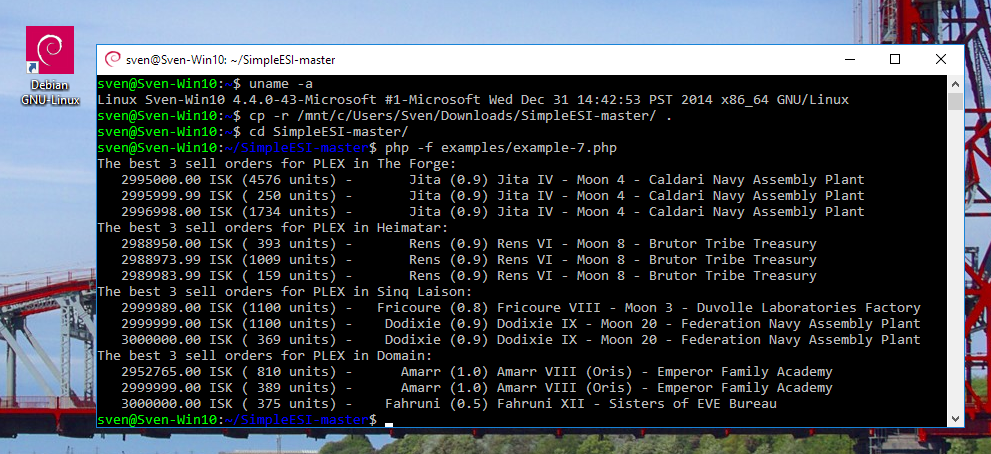 Debian
GNU-Linux
sven@Sven-Win10: ~/SimpleESI-master
sven@Sven-Win10:~$ uname -a
Linux Sven-Win10 4.4.0-43-Microsoft #1-Microsoft Wed Dec 31 14:42:53 PST 2014 x86_64 GNU/Linux
sven@Sven-Win10:~$ cp -r /mnt/c/Users/Sven/Downloads/SimpleESI-master/ .
sven@Sven-Win10:~$ cd SimpleESI-master/
sven@Sven-Win10:~/SimpleESI-master$ php -f examples/example-7.php
The best 3 sell orders for PLEX in The Forge:
   2995000.00 ISK (4576 units) -       Jita (0.9) Jita IV - Moon 4 - Caldari Navy Assembly Plant
   2995999.99 ISK ( 250 units) -       Jita (0.9) Jita IV - Moon 4 - Caldari Navy Assembly Plant
   2996998.00 ISK (1734 units) -       Jita (0.9) Jita IV - Moon 4 - Caldari Navy Assembly Plant
The best 3 sell orders for PLEX in Heimatar:
   2988950.00 ISK ( 393 units) -       Rens (0.9) Rens VI - Moon 8 - Brutor Tribe Treasury
   2988973.99 ISK (1009 units) -       Rens (0.9) Rens VI - Moon 8 - Brutor Tribe Treasury
   2989983.99 ISK ( 159 units) -       Rens (0.9) Rens VI - Moon 8 - Brutor Tribe Treasury
The best 3 sell orders for PLEX in Sinq Laison:
   2999989.00 ISK (1100 units) -   Fricoure (0.8) Fricoure VIII - Moon 3 - Duvolle Laboratories Factory
   2999999.00 ISK (1100 units) -    Dodixie (0.9) Dodixie IX - Moon 20 - Federation Navy Assembly Plant
   3000000.00 ISK ( 369 units) -    Dodixie (0.9) Dodixie IX - Moon 20 - Federation Navy Assembly Plant
The best 3 sell orders for PLEX in Domain:
   2952765.00 ISK ( 810 units) -      Amarr (1.0) Amarr VIII (Oris) - Emperor Family Academy
   2999999.00 ISK ( 389 units) -      Amarr (1.0) Amarr VIII (Oris) - Emperor Family Academy
   3000000.00 ISK ( 375 units) -    Fahruni (0.5) Fahruni XII - Sisters of EVE Bureau
sven@Sven-Win10:~/SimpleESI-master$